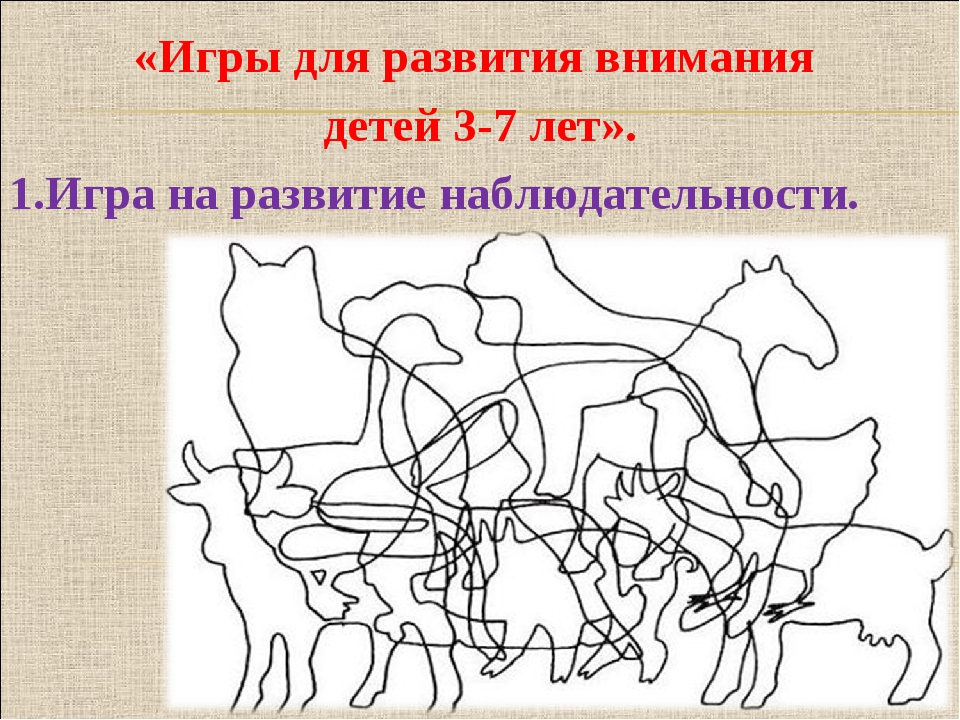 «Игры для развития внимания
детей 3-7 лет».
1.Игра на развитие наблюдательности.